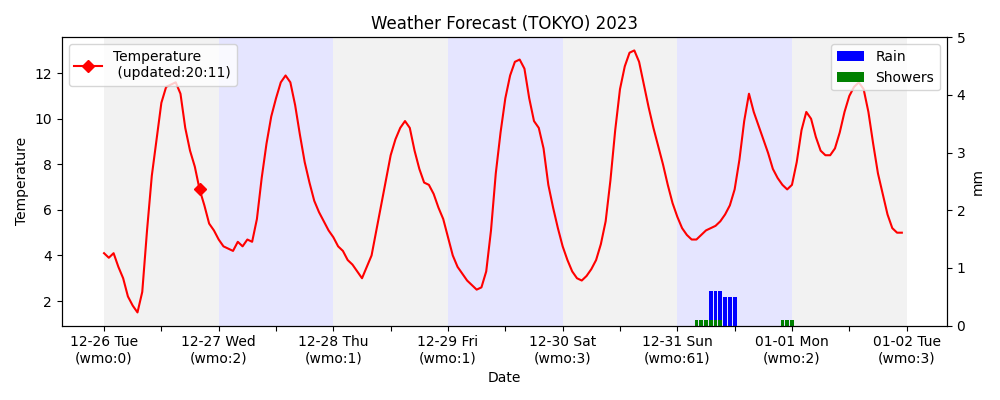 Weather Forecast (TOKYO) 2023
Temperature
(updated:20:11)
Rain
Showers
Temperature
12
10
8
6
4
2
5
4
3
2
1
0
mm
12-26 Tue
(wmo:0)
12-27 Wed
(wmo:2)
12-28 Thu
(wmo:1)
12-29 Fri
(wmo:1)
12-30 Sat
(wmo:3)
12-31 Sun
(wmo:61)
01-01 Mon
(wmo:2)
01-02 Tue
(wmo:3)
Date